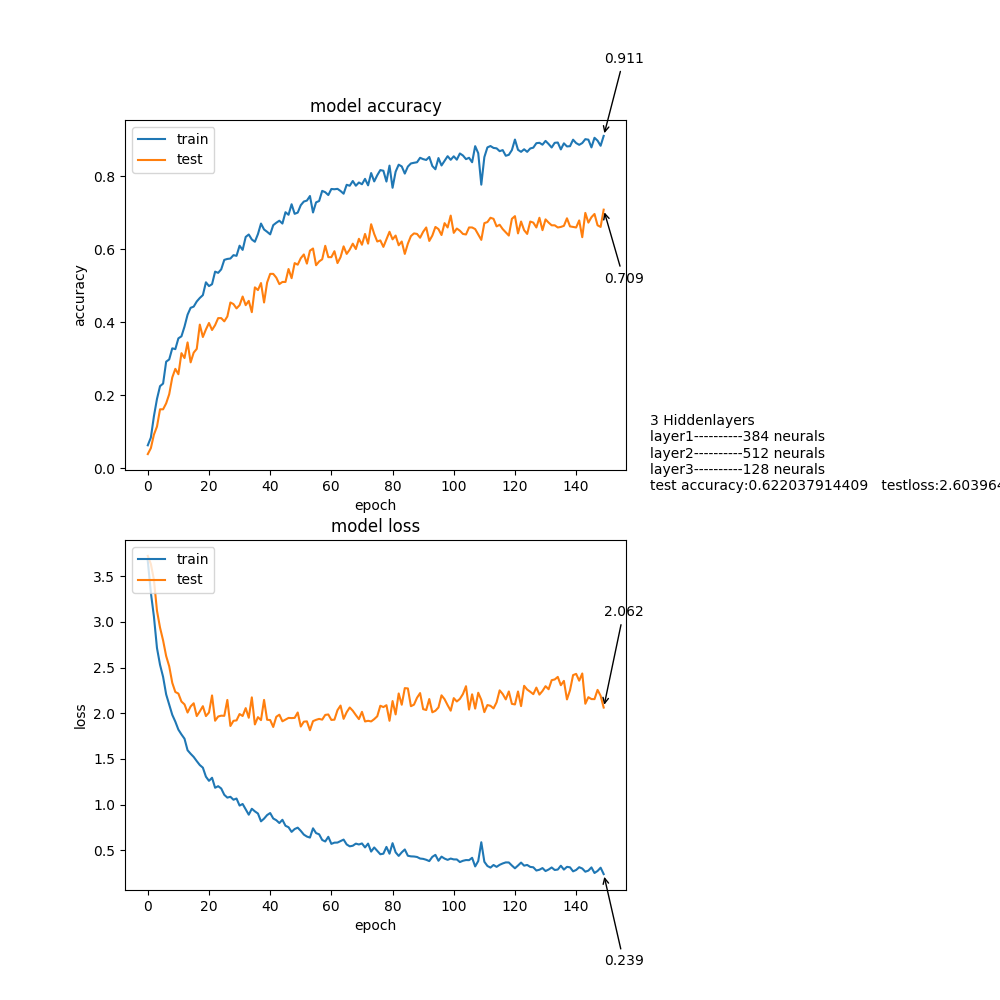 0.911
model accuracy
train
test
0.8
0.6
0.4
0.2
0.0
accuracy
0.709
0 20 40 60 80 100 120 140
epoch
3 Hiddenlayers
layer1----------384 neurals
layer2----------512 neurals
layer3----------128 neurals
test accuracy:0.622037914409 testloss:2.603964
model loss
train
test
3.5
3.0
2.5
2.0
1.5
1.0
0.5
loss
2.062
0 20 40 60 80 100 120 140
epoch
0.239